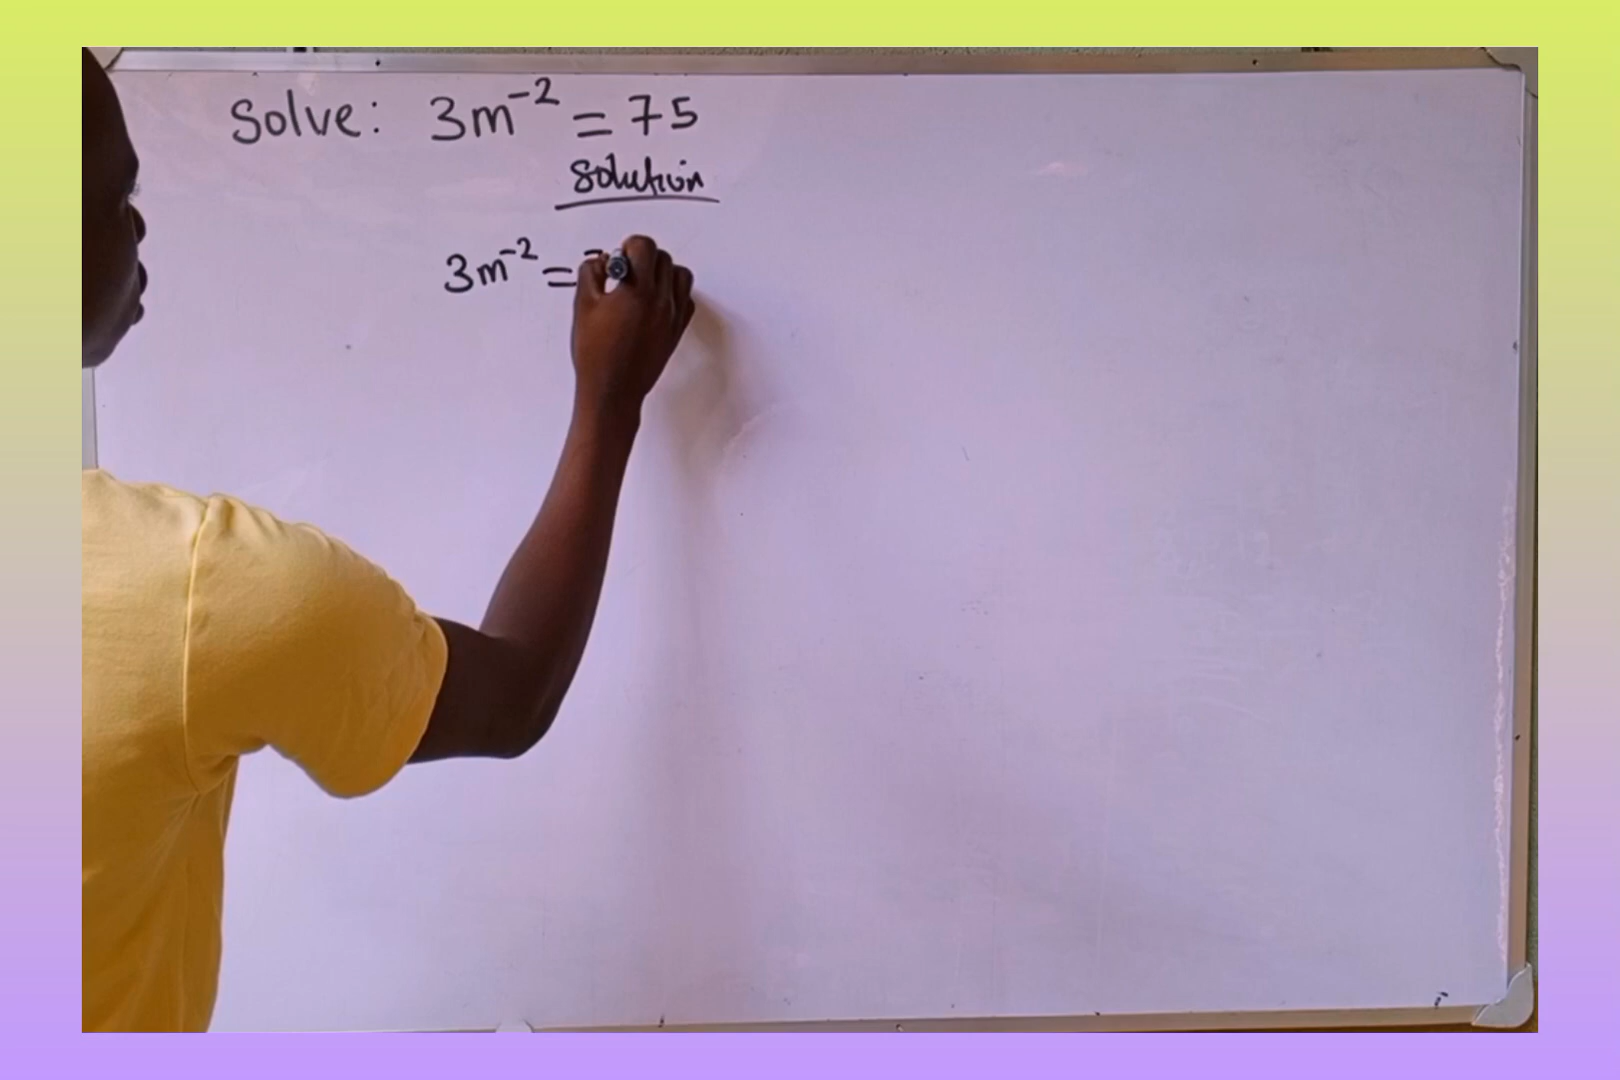 Solve: 3m⁻² = 75
Solution
3m⁻² =